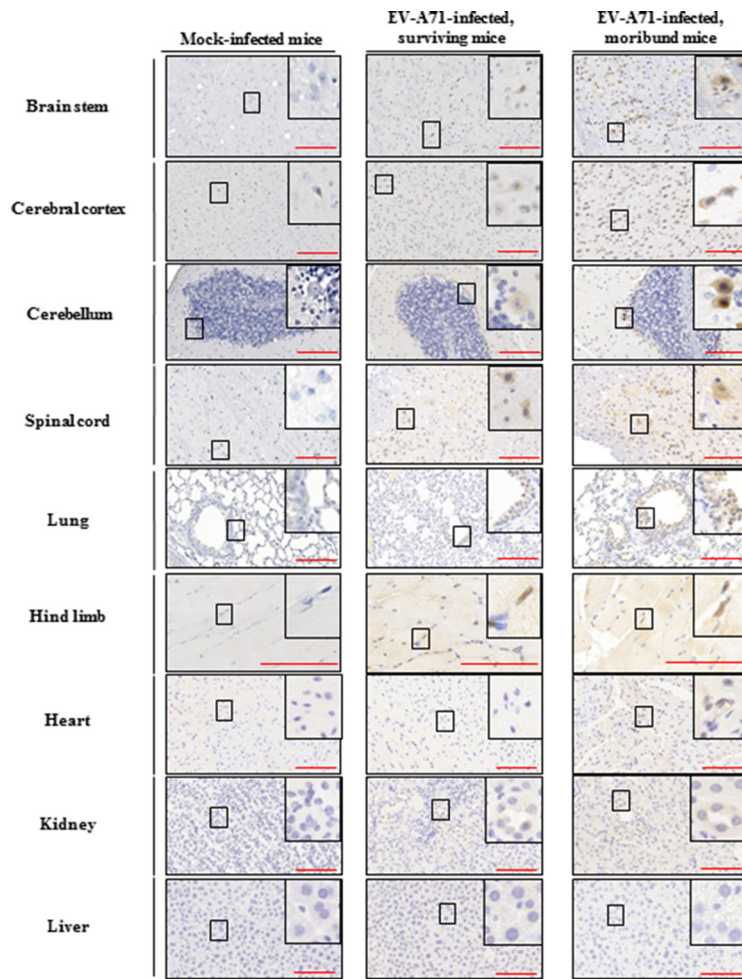 Mock-infected mice
EV-A71-infected,
surviving mice
EV-A71-infected,
moribund mice
Brain stem
Cerebral cortex
Cerebellum
Spinal cord
Lung
Hind limb
Heart
Kidney
Liver